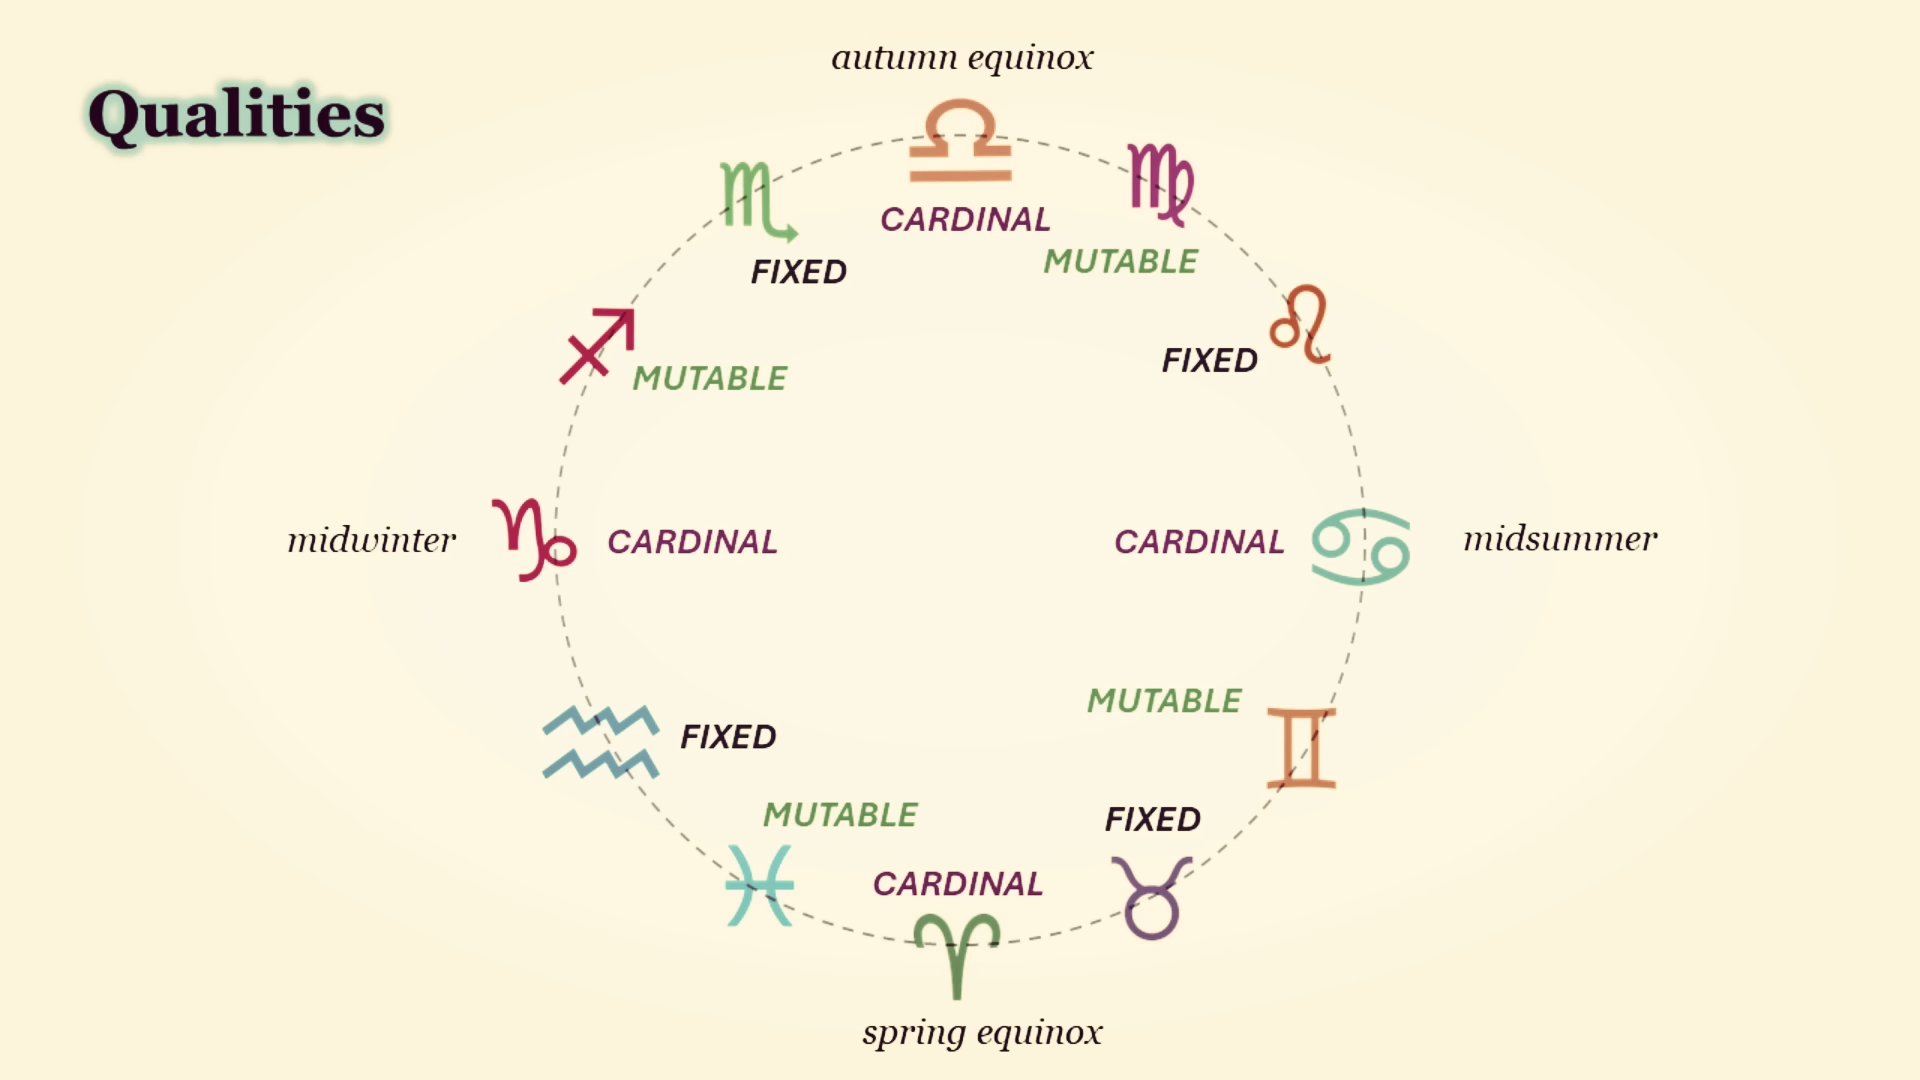 Qualities
autumn equinox
CARDINAL
MUTABLE
FIXED
FIXED
MUTABLE
midwinter
CARDINAL
CARDINAL
midsummer
MUTABLE
FIXED
MUTABLE
FIXED
CARDINAL
spring equinox